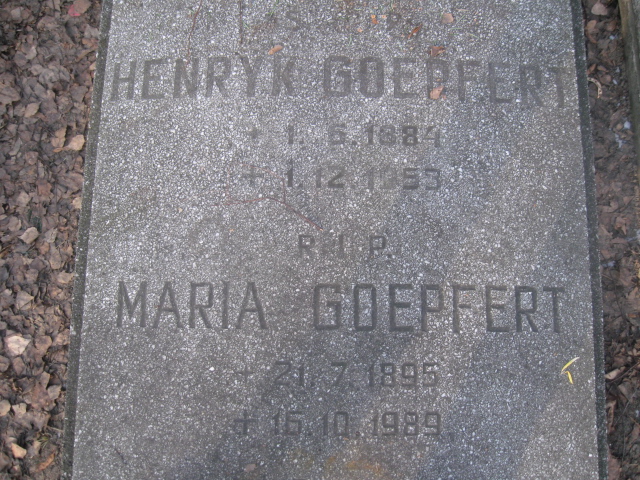 HENRYK GOEPFERT
+ 1. 6. 1884
+ 1.12. 1953
R. I. P.
MARIA GOEPFERT
+ 21. 7. 1895
+ 16. 10. 1989